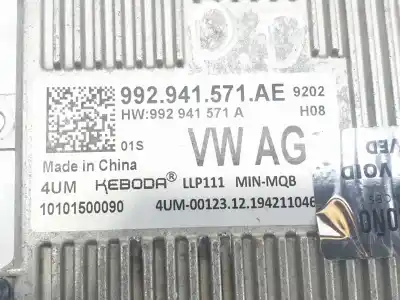 D.D
992.941.571.AE 9202
HW:992 941 571 A H08
01S VW AG
Made in China
4UM KEBODA® LLP111 MIN-MQB
10101500090 4UM-00123.12.194211046
VOID